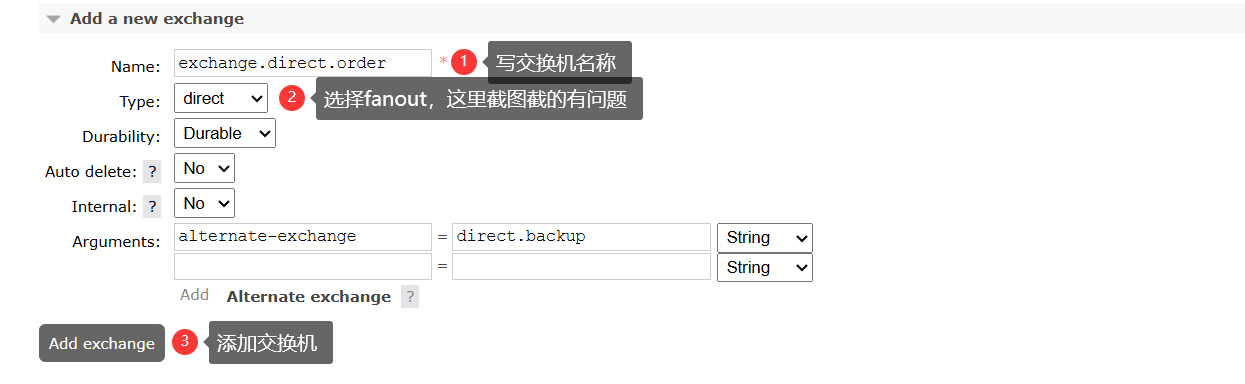 Add a new exchange
Name: exchange.direct.order * 1 写交换机名称
Type: direct 2 选择fanout，这里截图截的有问题
Durability: Durable
Auto delete: ? No
Internal: ? No
Arguments: alternate-exchange = direct.backup String
= String
Add Alternate exchange ?
Add exchange 3 添加交换机